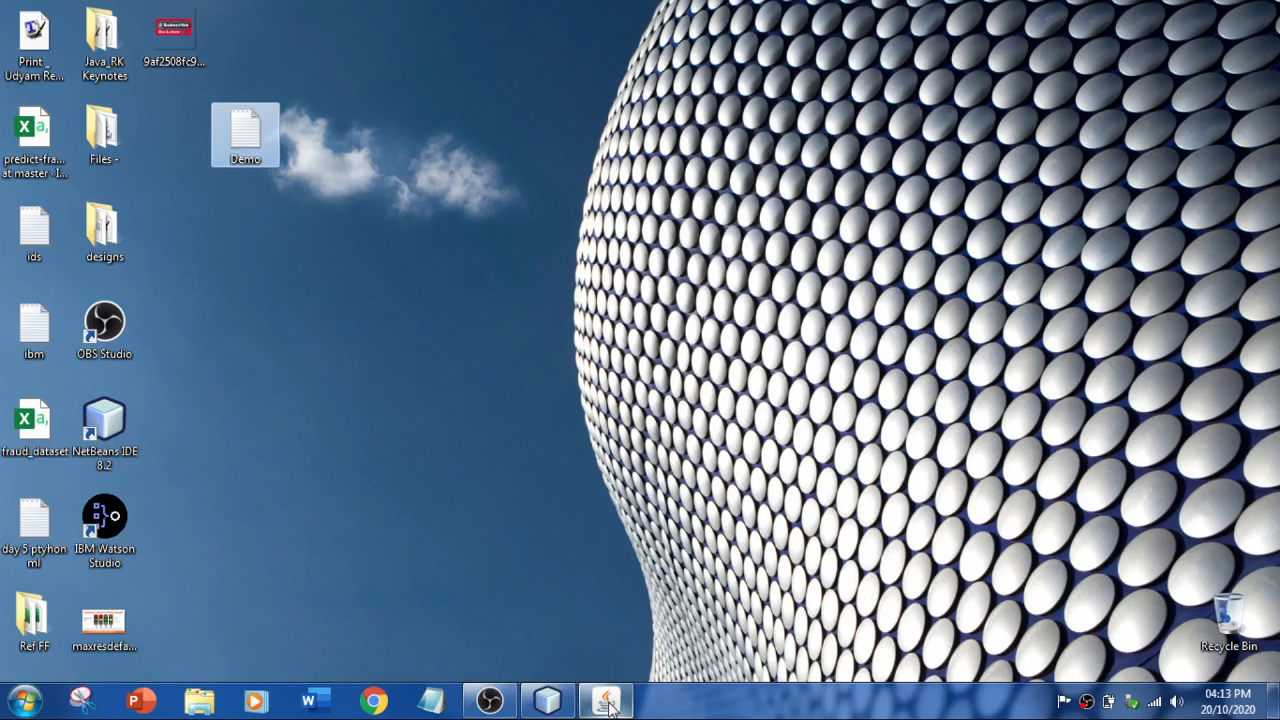 Print_
Udyam Re...
Java_RK
Keynotes
Subscribe
9af2508fc9...
predict-fra...
at master · I...
Files -
Demo
ids
designs
ibm
OBS Studio
fraud_dataset
NetBeans IDE
8.2
day 5 ptyhon
ml
IBM Watson
Studio
Ref FF
maxresdefa...
Recycle Bin
04:13 PM
20/10/2020